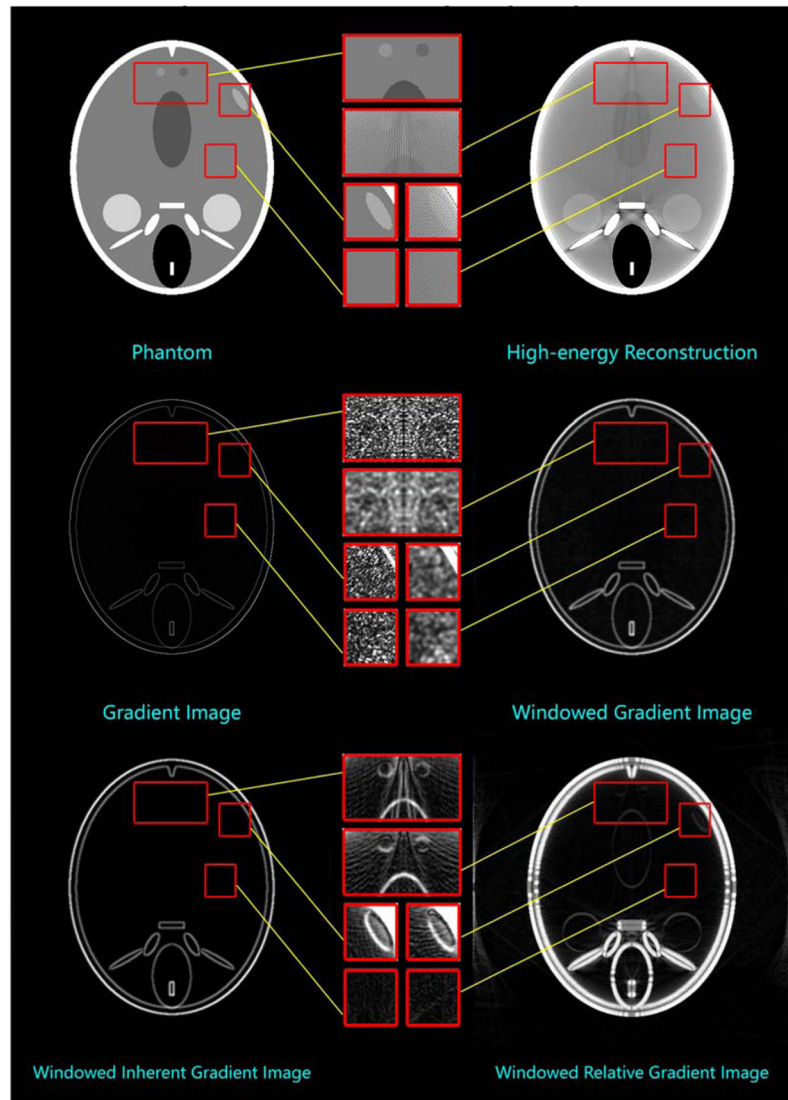 Phantom
High-energy Reconstruction
Gradient Image
Windowed Gradient Image
Windowed Inherent Gradient Image
Windowed Relative Gradient Image